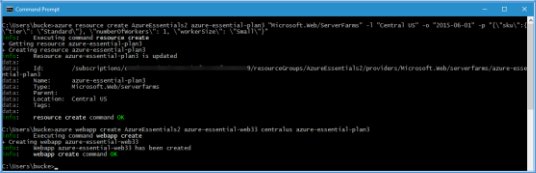 Command Prompt
C:\Users\bucke>azure resource create AzureEssentials2 azure-essential-plan3 "Microsoft.Web/ServerFarms" -l "Central US" -o "2015-06-01" -p "{\"sku\":{
\"tier\": \"Standard\"}, \"numberOfWorkers\": 1, \"workerSize\": \"Small\"}"
info:    Executing command resource create
+ Getting resource azure-essential-plan3
+ Creating resource azure-essential-plan3
info:    Resource azure-essential-plan3 is updated
data:
data:    Id:        /subscriptions/ 9/resourceGroups/AzureEssentials2/providers/Microsoft.Web/serverfarms/azure-essen
tial-plan3
data:    Name:      azure-essential-plan3
data:    Type:      Microsoft.Web/serverfarms
data:    Parent:
data:    Location:  Central US
data:    Tags:
data:
info:    resource create command OK
C:\Users\bucke>azure webapp create AzureEssentials2 azure-essential-web33 centralus azure-essential-plan3
info:    Executing command webapp create
+ Creating webapp azure-essential-web33
info:    Webapp azure-essential-web33 has been created
info:    webapp create command OK
C:\Users\bucke>